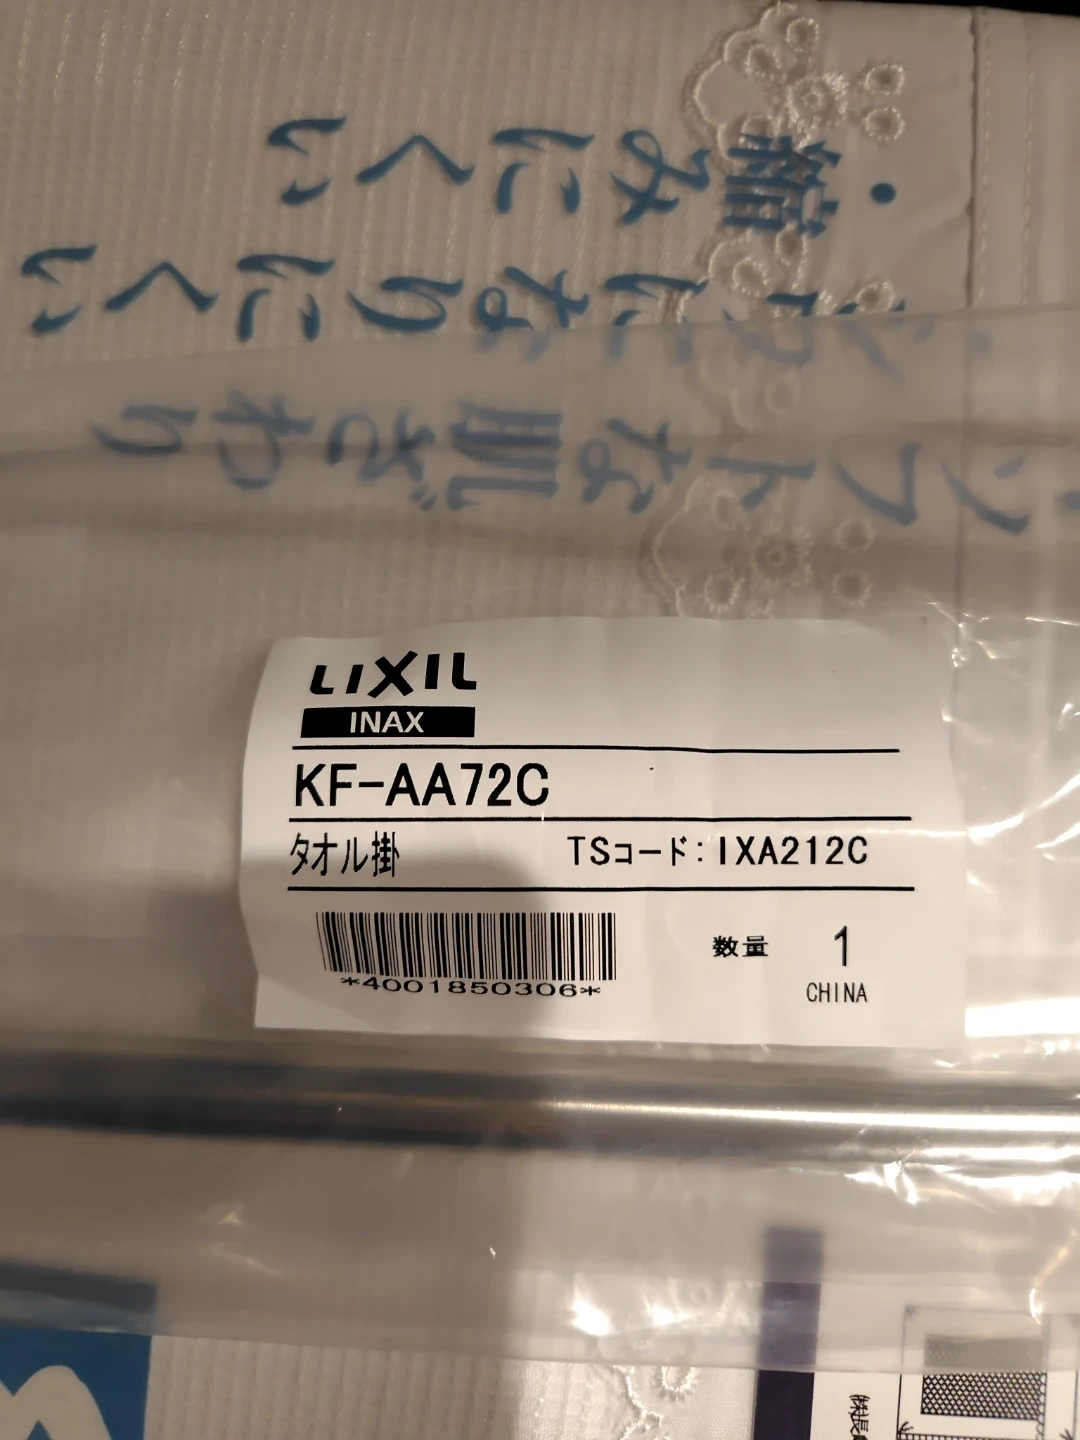 ・縮みにくい
・シワになりにくい
・ソフトな肌ざわり
LIXIL
INAX
KF-AA72C
タオル掛 TSコード:IXA212C
*4001850306*
数量 1
CHINA